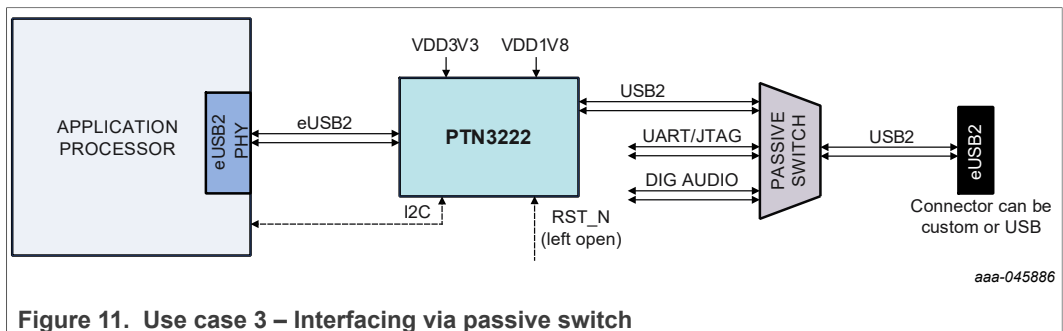 VDD3V3
VDD1V8
APPLICATION
PROCESSOR
eUSB2
PHY
eUSB2
PTN3222
I2C
RST_N
(left open)
USB2
UART/JTAG
DIG AUDIO
PASSIVE
SWITCH
USB2
eUSB2
Connector can be
custom or USB
aaa-045886
Figure 11. Use case 3 – Interfacing via passive switch